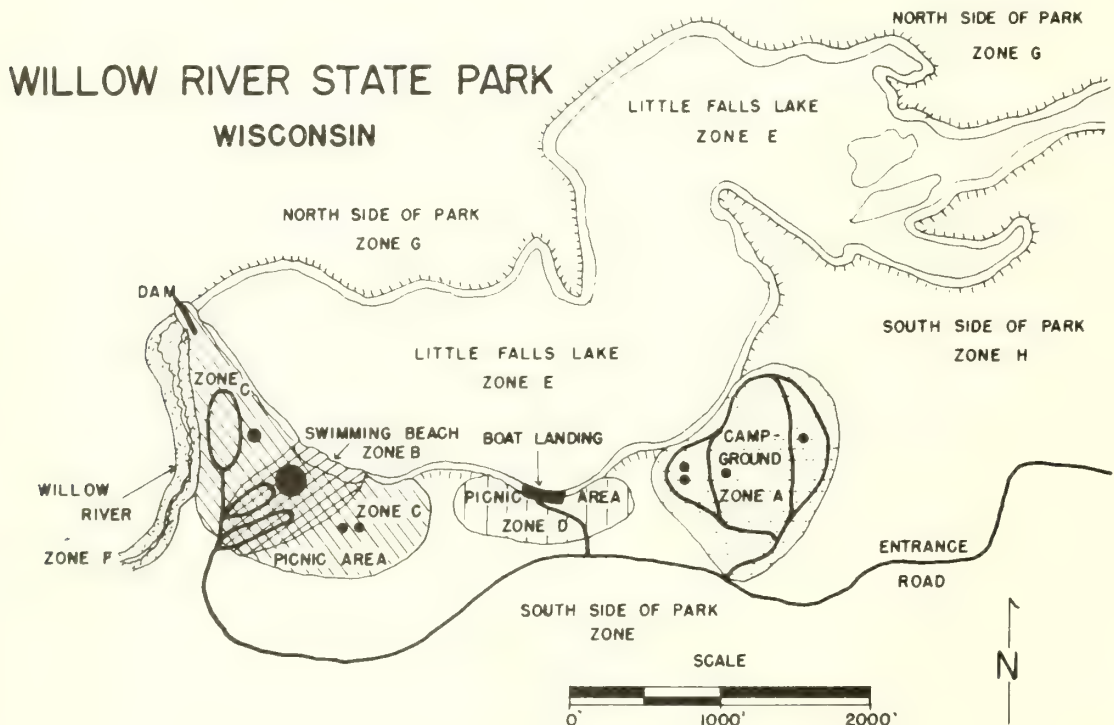 NORTH SIDE OF PARK
ZONE G
WILLOW RIVER STATE PARK
WISCONSIN
LITTLE FALLS LAKE
ZONE E
NORTH SIDE OF PARK
ZONE G
DAM
SOUTH SIDE OF PARK
ZONE H
LITTLE FALLS LAKE
ZONE E
ZONE C
SWIMMING BEACH
ZONE B
BOAT LANDING
CAMP-
GROUND
ZONE A
WILLOW
RIVER
ZONE F
ZONE C
PICNIC AREA
PICNIC AREA
ZONE D
ENTRANCE
ROAD
SOUTH SIDE OF PARK
ZONE
SCALE
0' 1000' 2000'
N